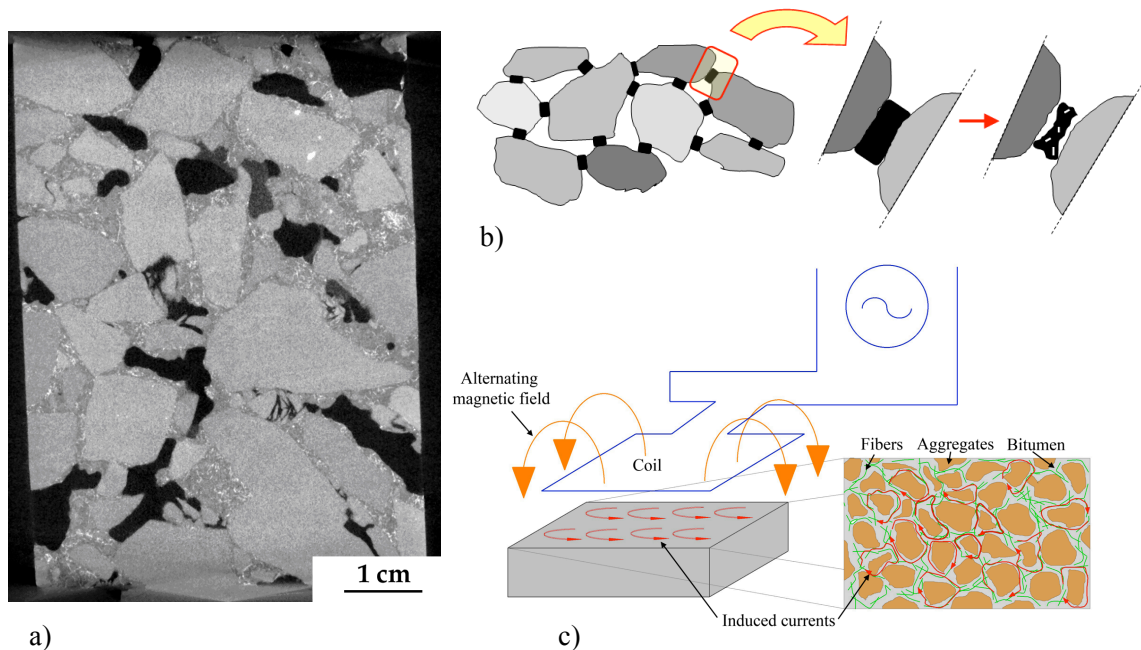 1 cm
a)
b)
Alternating
magnetic field
Coil
Fibers Aggregates Bitumen
Induced currents
c)